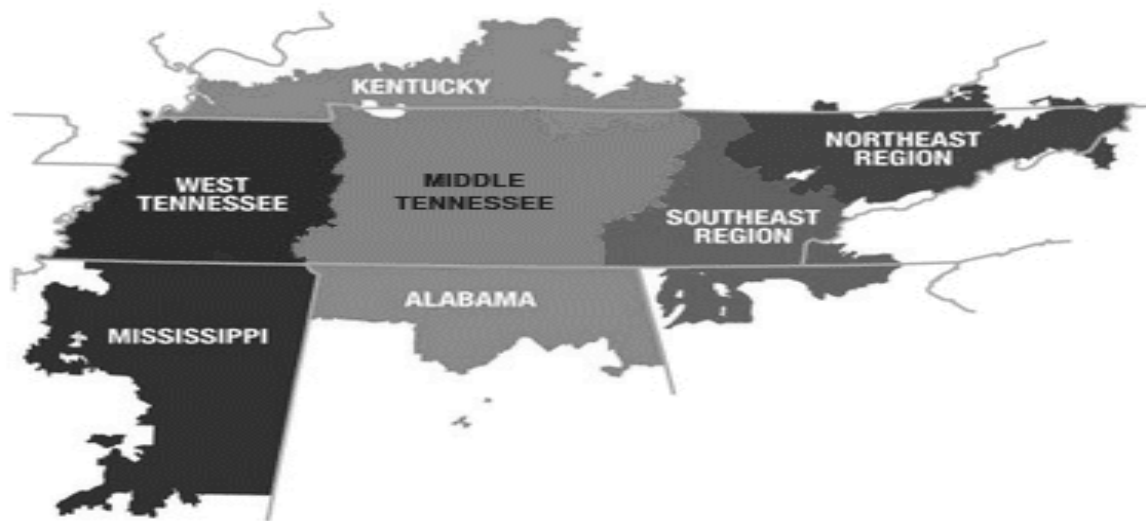 KENTUCKY
WEST
TENNESSEE
MIDDLE
TENNESSEE
NORTHEAST
REGION
SOUTHEAST
REGION
ALABAMA
MISSISSIPPI